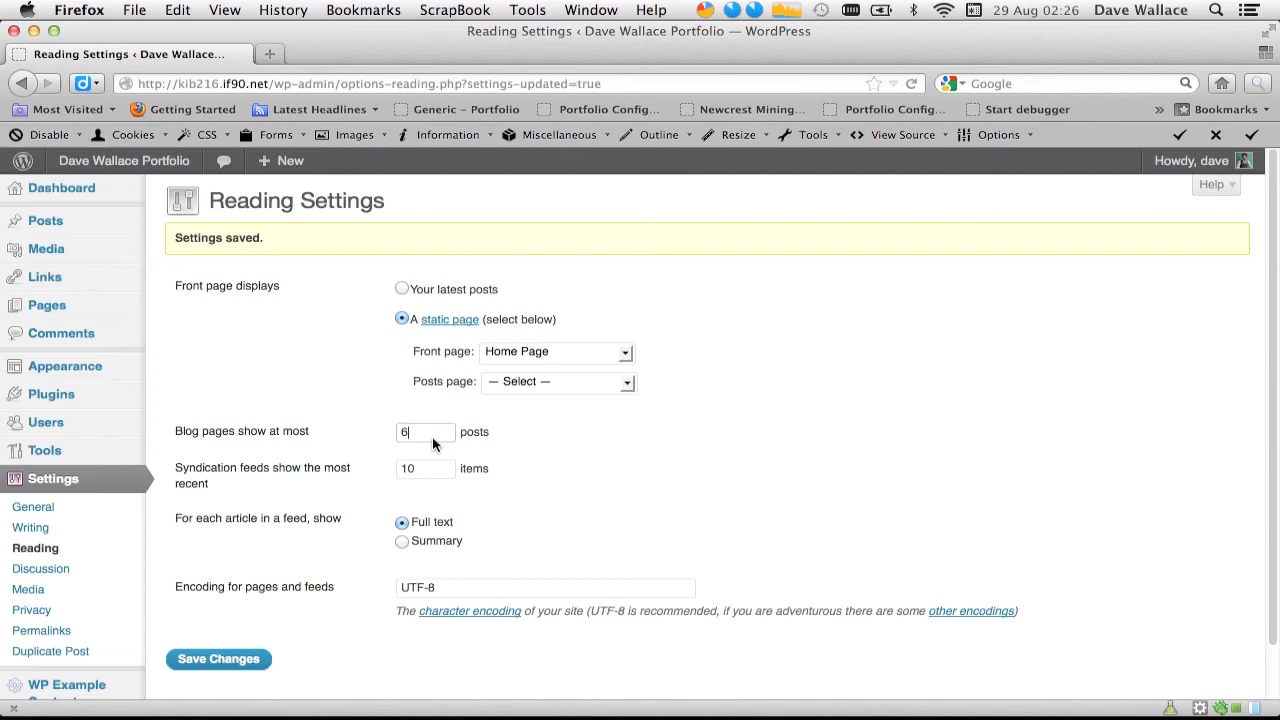 Firefox File Edit View History Bookmarks ScrapBook Tools Window Help 29 Aug 02:26 Dave Wallace
Reading Settings ‹ Dave Wallace Portfolio — WordPress
Reading Settings ‹ Dave Wallace...
http://kib216.if90.net/wp-admin/options-reading.php?settings-updated=true Google
Most Visited Getting Started Latest Headlines Generic – Portfolio Portfolio Config... Newcrest Mining... Portfolio Config... Start debugger » Bookmarks
Disable Cookies CSS Forms Images Information Miscellaneous Outline Resize Tools View Source Options
Dave Wallace Portfolio + New Howdy, dave
Help
Dashboard
Posts
Media
Links
Pages
Comments
Appearance
Plugins
Users
Tools
Settings
General
Writing
Reading
Discussion
Media
Privacy
Permalinks
Duplicate Post
WP Example
Reading Settings
Settings saved.
Front page displays
Your latest posts
A static page (select below)
Front page: Home Page
Posts page: — Select —
Blog pages show at most 6 posts
Syndication feeds show the most recent 10 items
For each article in a feed, show
Full text
Summary
Encoding for pages and feeds UTF-8
The character encoding of your site (UTF-8 is recommended, if you are adventurous there are some other encodings)
Save Changes